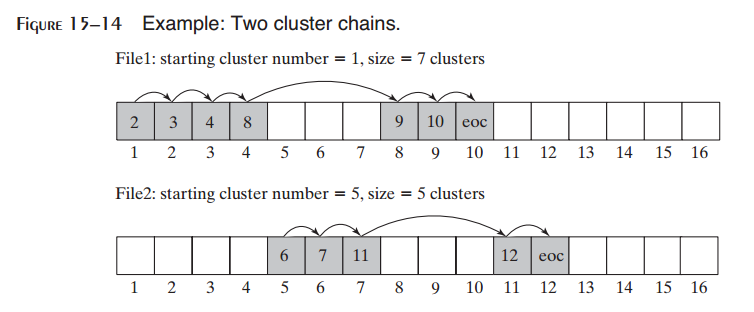 FIGURE 15–14 Example: Two cluster chains.
File1: starting cluster number = 1, size = 7 clusters
2 3 4 8 9 10 eoc
1 2 3 4 5 6 7 8 9 10 11 12 13 14 15 16
File2: starting cluster number = 5, size = 5 clusters
6 7 11 12 eoc
1 2 3 4 5 6 7 8 9 10 11 12 13 14 15 16